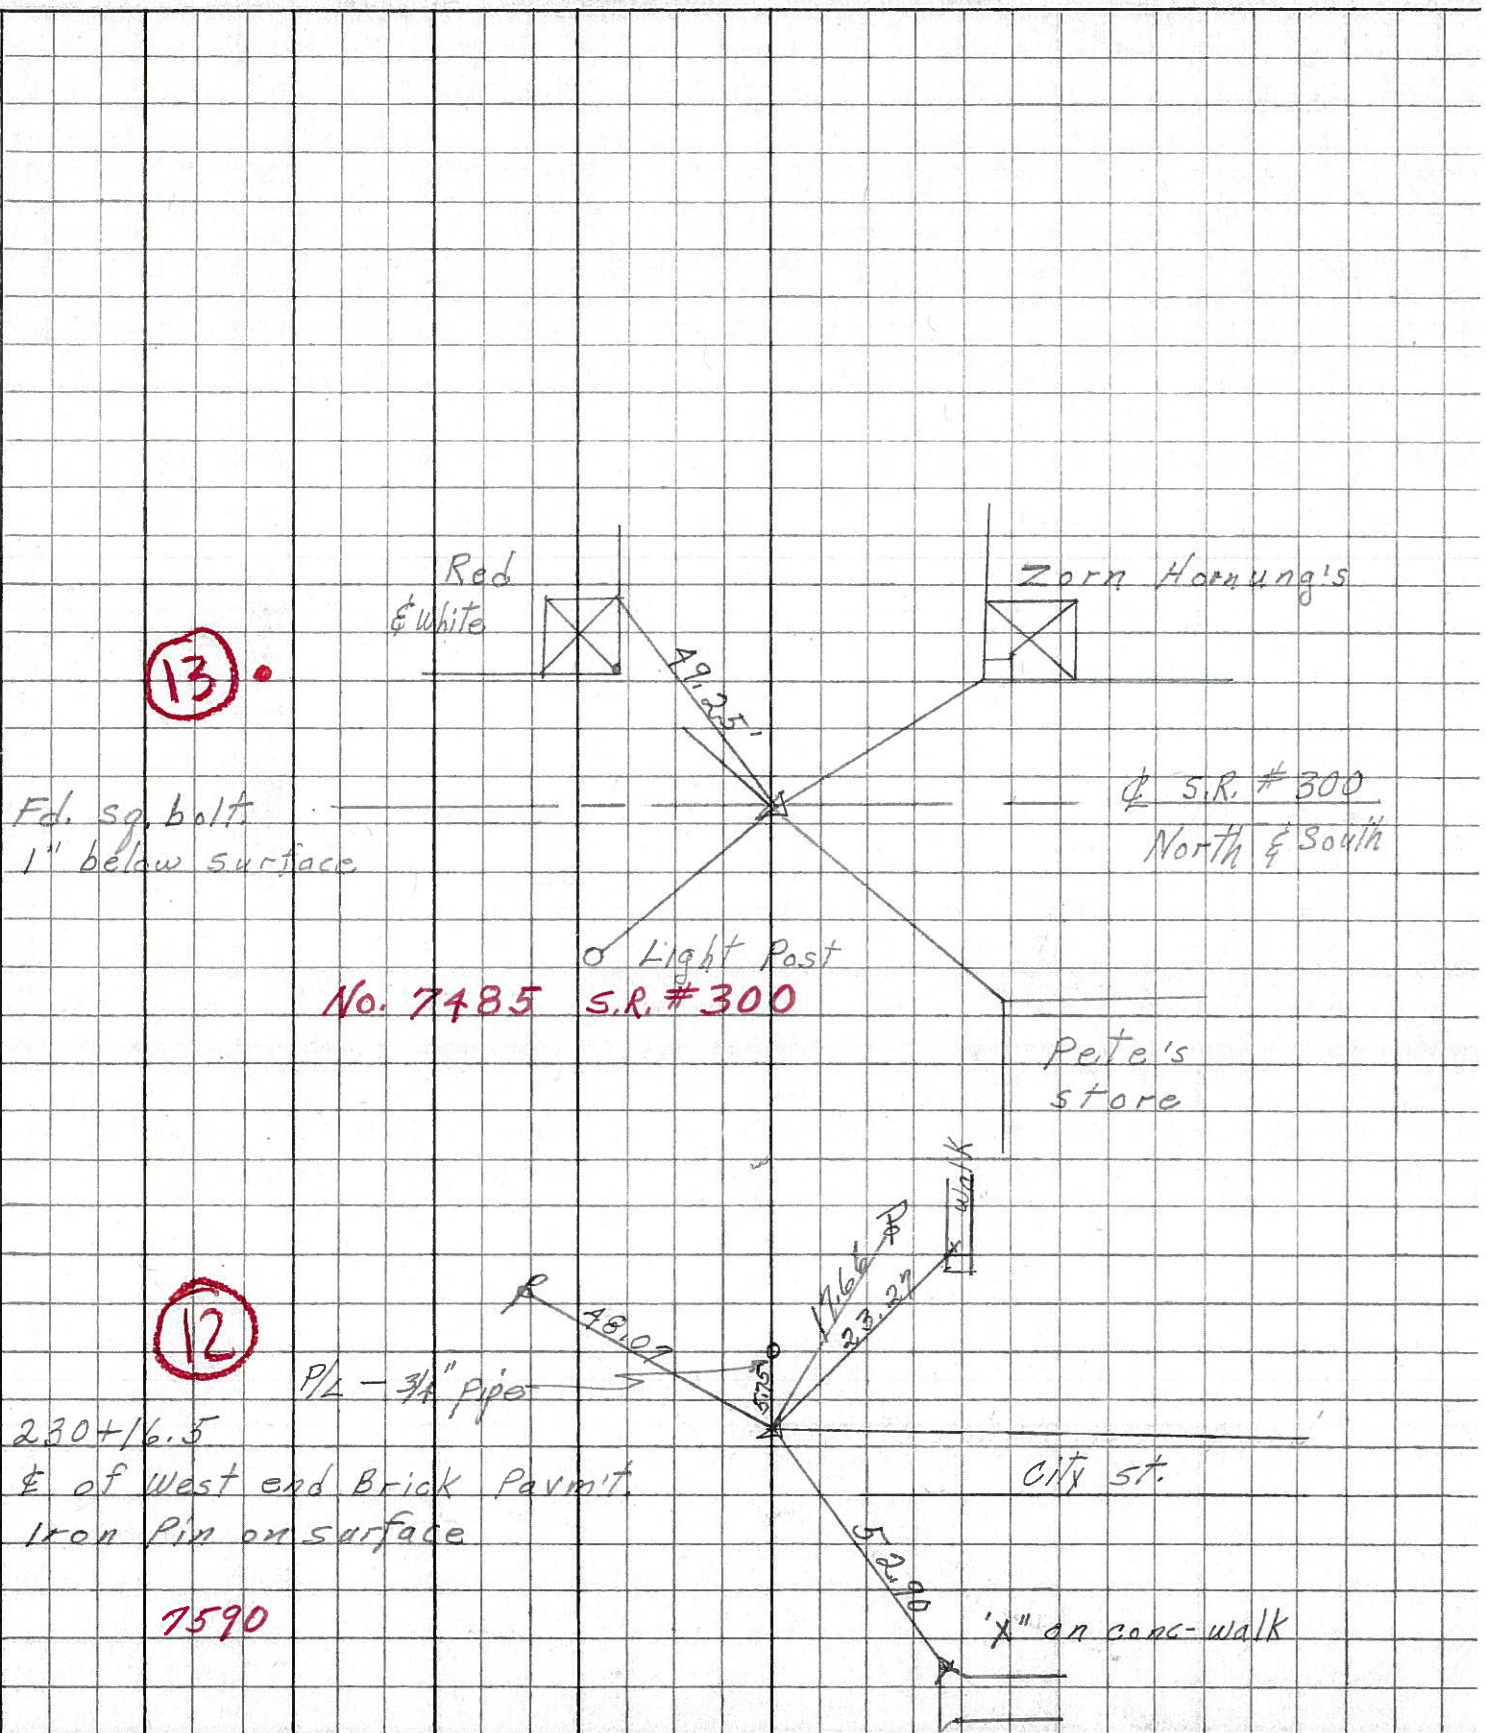 Red
& White
Zorn Hornung's
13
49.25'
Fd. sq. bolt.
1" below surface
℄ S.R. #300
North & South
Light Post
No. 7485 S.R. #300
Pete's
store
Walk
17.66
23.27
12
48.07
P/L - 3/4" Pipe
5.75
230+16.5
℄ of West end Brick Pavm't.
Iron Pin on surface
City St.
52.90
7590
"X" on conc-walk